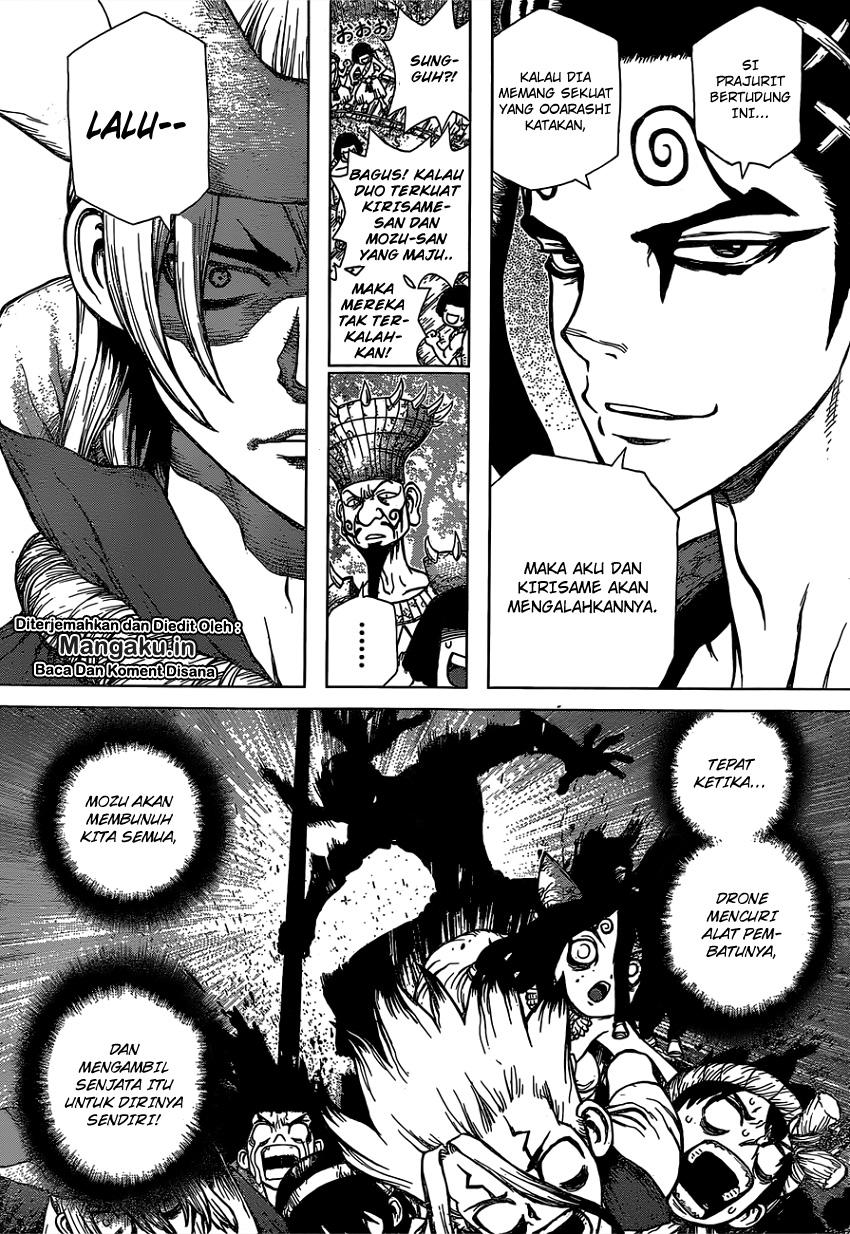 SI
PRAJURIT
BERTUDUNG
INI...
KALAU DIA
MEMANG SEKUAT
YANG OOARASHI
KATAKAN,
MAKA AKU DAN
KIRISAME AKAN
MENGALAHKANNYA.
おおお
SUNG-
GUH?!
BAGUS! KALAU
DUO TERKUAT
KIRISAME-
SAN DAN
MOZU-SAN
YANG MAJU..
MAKA
MEREKA
TAK TER-
KALAH-
KAN!
......
LALU--
Diterjemahkan dan Diedit Oleh :
Mangaku.in
Baca Dan Koment Disana
TEPAT
KETIKA...
DRONE
MENCURI
ALAT PEM-
BATUNYA,
MOZU AKAN
MEMBUNUH
KITA SEMUA,
DAN
MENGAMBIL
SENJATA ITU
UNTUK DIRINYA
SENDIRI!